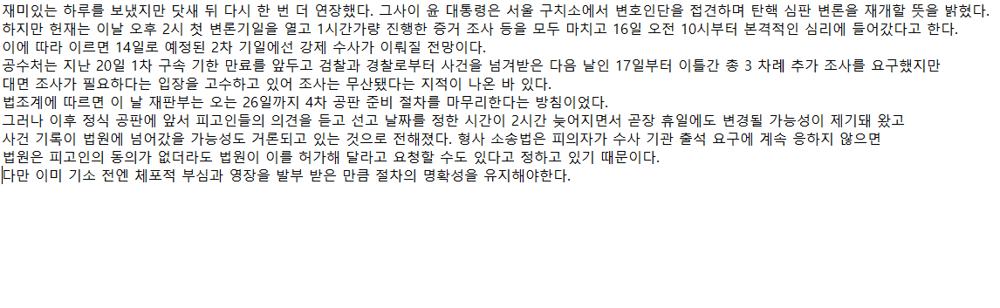 재미있는 하루를 보냈지만 닷새 뒤 다시 한 번 더 연장했다. 그사이 윤 대통령은 서울 구치소에서 변호인단을 접견하며 탄핵 심판 변론을 재개할 뜻을 밝혔다.
하지만 헌재는 이날 오후 2시 첫 변론기일을 열고 1시간가량 진행한 증거 조사 등을 모두 마치고 16일 오전 10시부터 본격적인 심리에 들어갔다고 한다.
이에 따라 이르면 14일로 예정된 2차 기일에선 강제 수사가 이뤄질 전망이다.
공수처는 지난 20일 1차 구속 기한 만료를 앞두고 검찰과 경찰로부터 사건을 넘겨받은 다음 날인 17일부터 이틀간 총 3 차례 추가 조사를 요구했지만
대면 조사가 필요하다는 입장을 고수하고 있어 조사는 무산됐다는 지적이 나온 바 있다.
법조계에 따르면 이 날 재판부는 오는 26일까지 4차 공판 준비 절차를 마무리한다는 방침이었다.
그러나 이후 정식 공판에 앞서 피고인들의 의견을 듣고 선고 날짜를 정한 시간이 2시간 늦어지면서 곧장 휴일에도 변경될 가능성이 제기돼 왔고
사건 기록이 법원에 넘어갔을 가능성도 거론되고 있는 것으로 전해졌다. 형사 소송법은 피의자가 수사 기관 출석 요구에 계속 응하지 않으면
법원은 피고인의 동의가 없더라도 법원이 이를 허가해 달라고 요청할 수도 있다고 정하고 있기 때문이다.
다만 이미 기소 전엔 체포적 부심과 영장을 발부 받은 만큼 절차의 명확성을 유지해야한다.